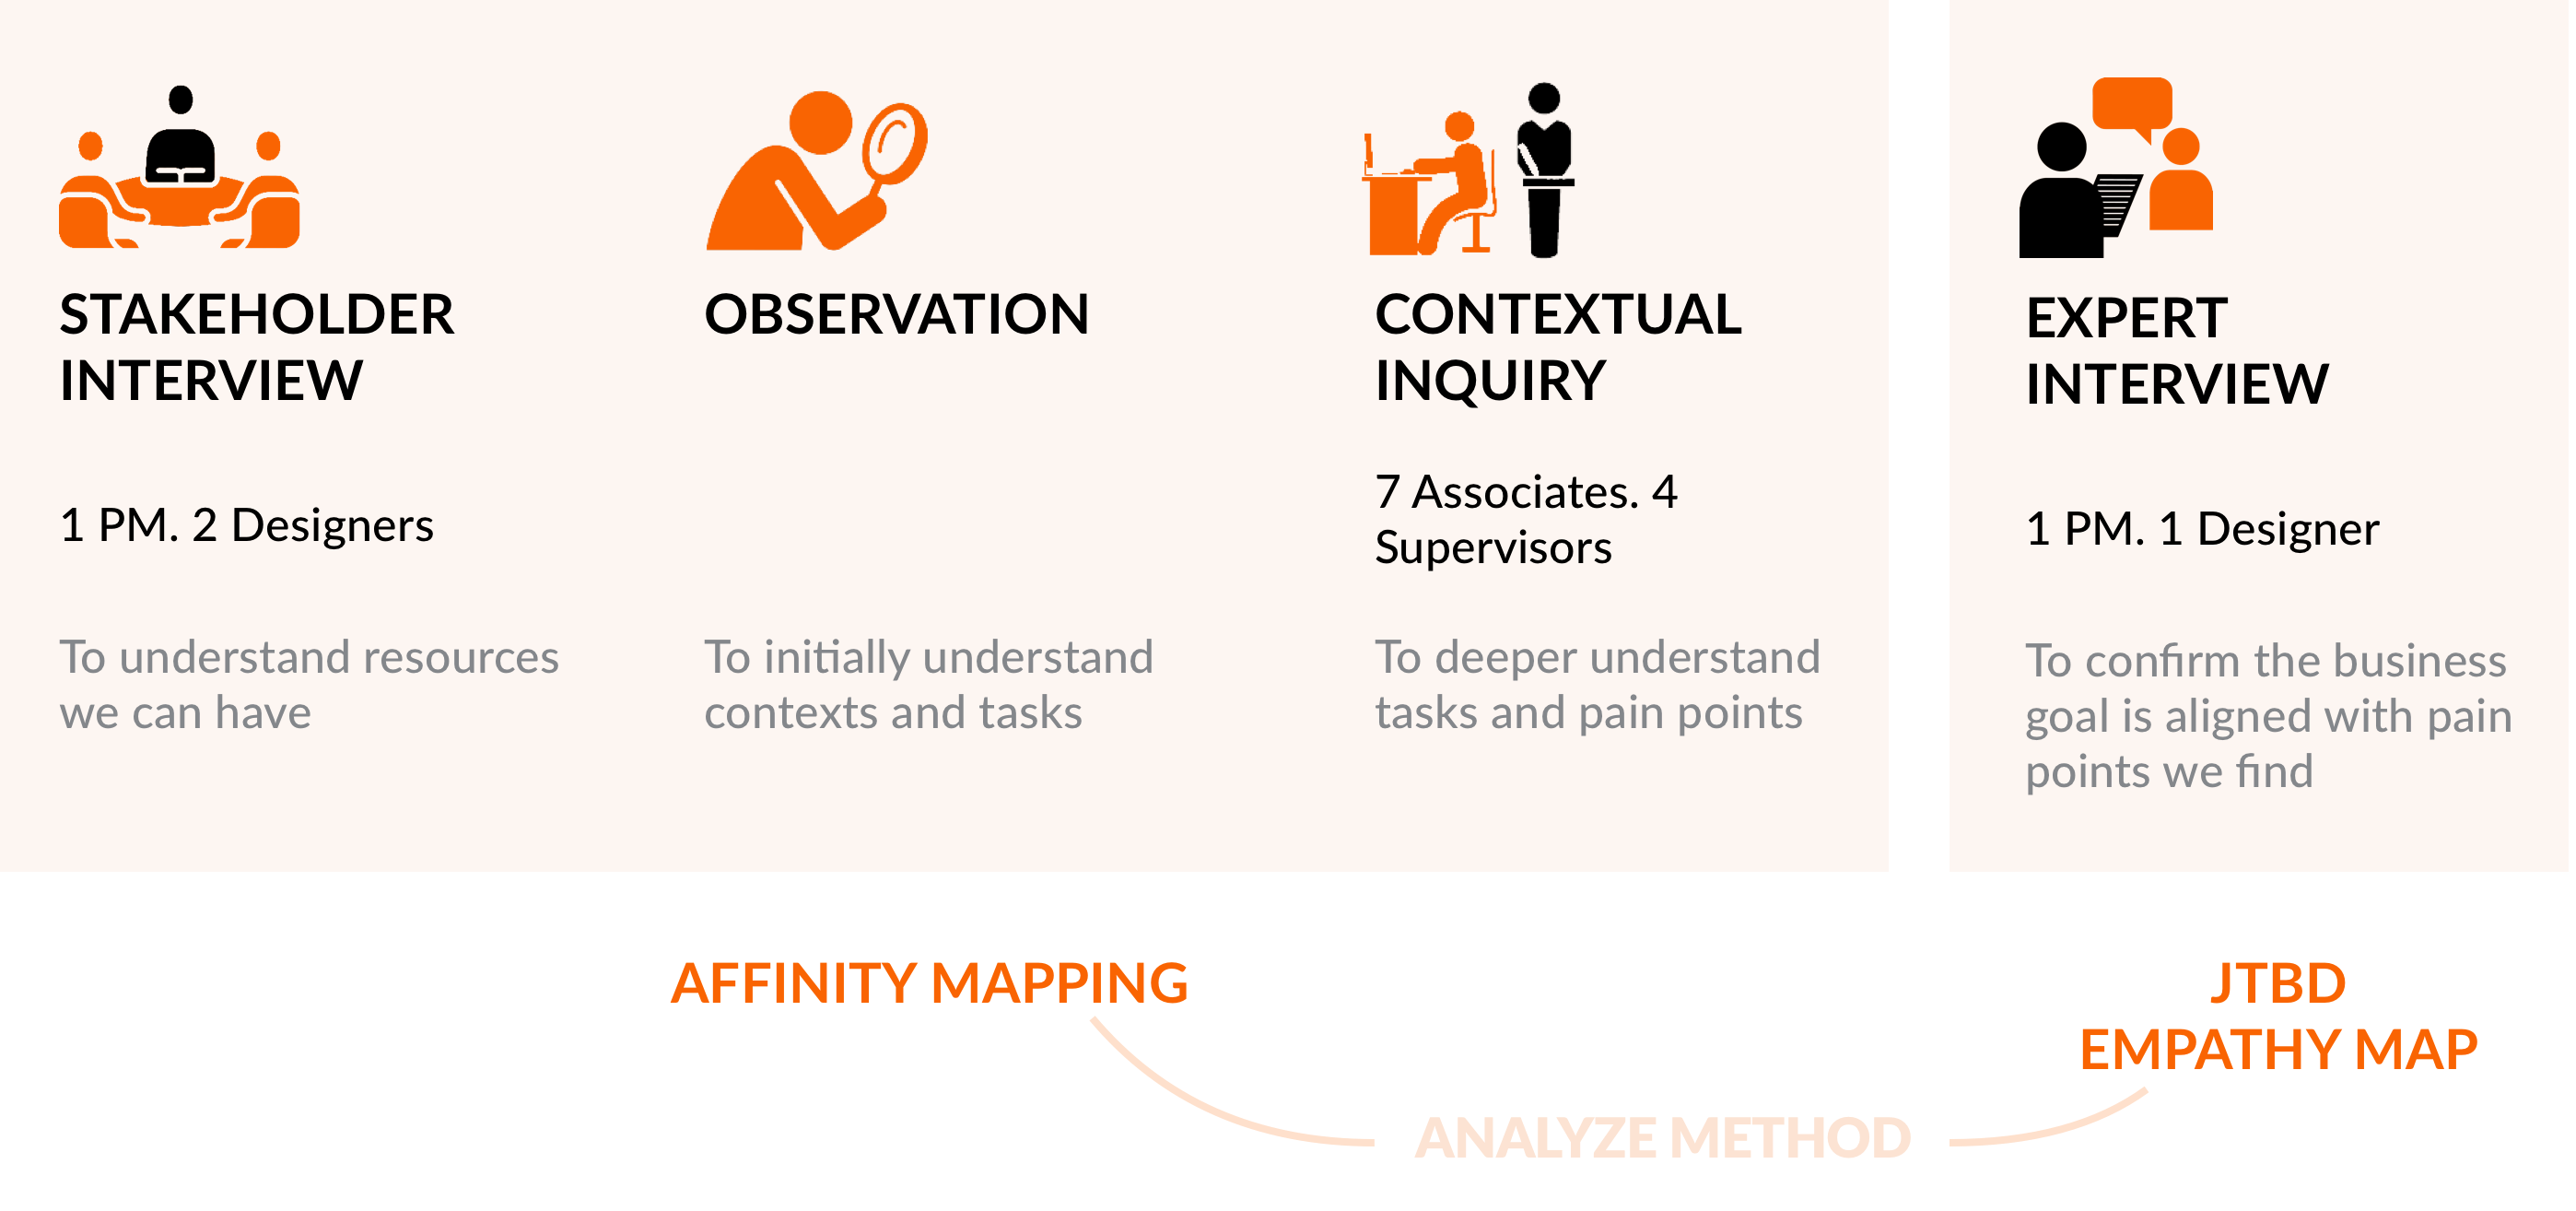 STAKEHOLDER
INTERVIEW
1 PM. 2 Designers
To understand resources
we can have
OBSERVATION
To initially understand
contexts and tasks
CONTEXTUAL
INQUIRY
7 Associates. 4
Supervisors
To deeper understand
tasks and pain points
EXPERT
INTERVIEW
1 PM. 1 Designer
To confirm the business
goal is aligned with pain
points we find
AFFINITY MAPPING
JTBD
EMPATHY MAP
ANALYZE METHOD